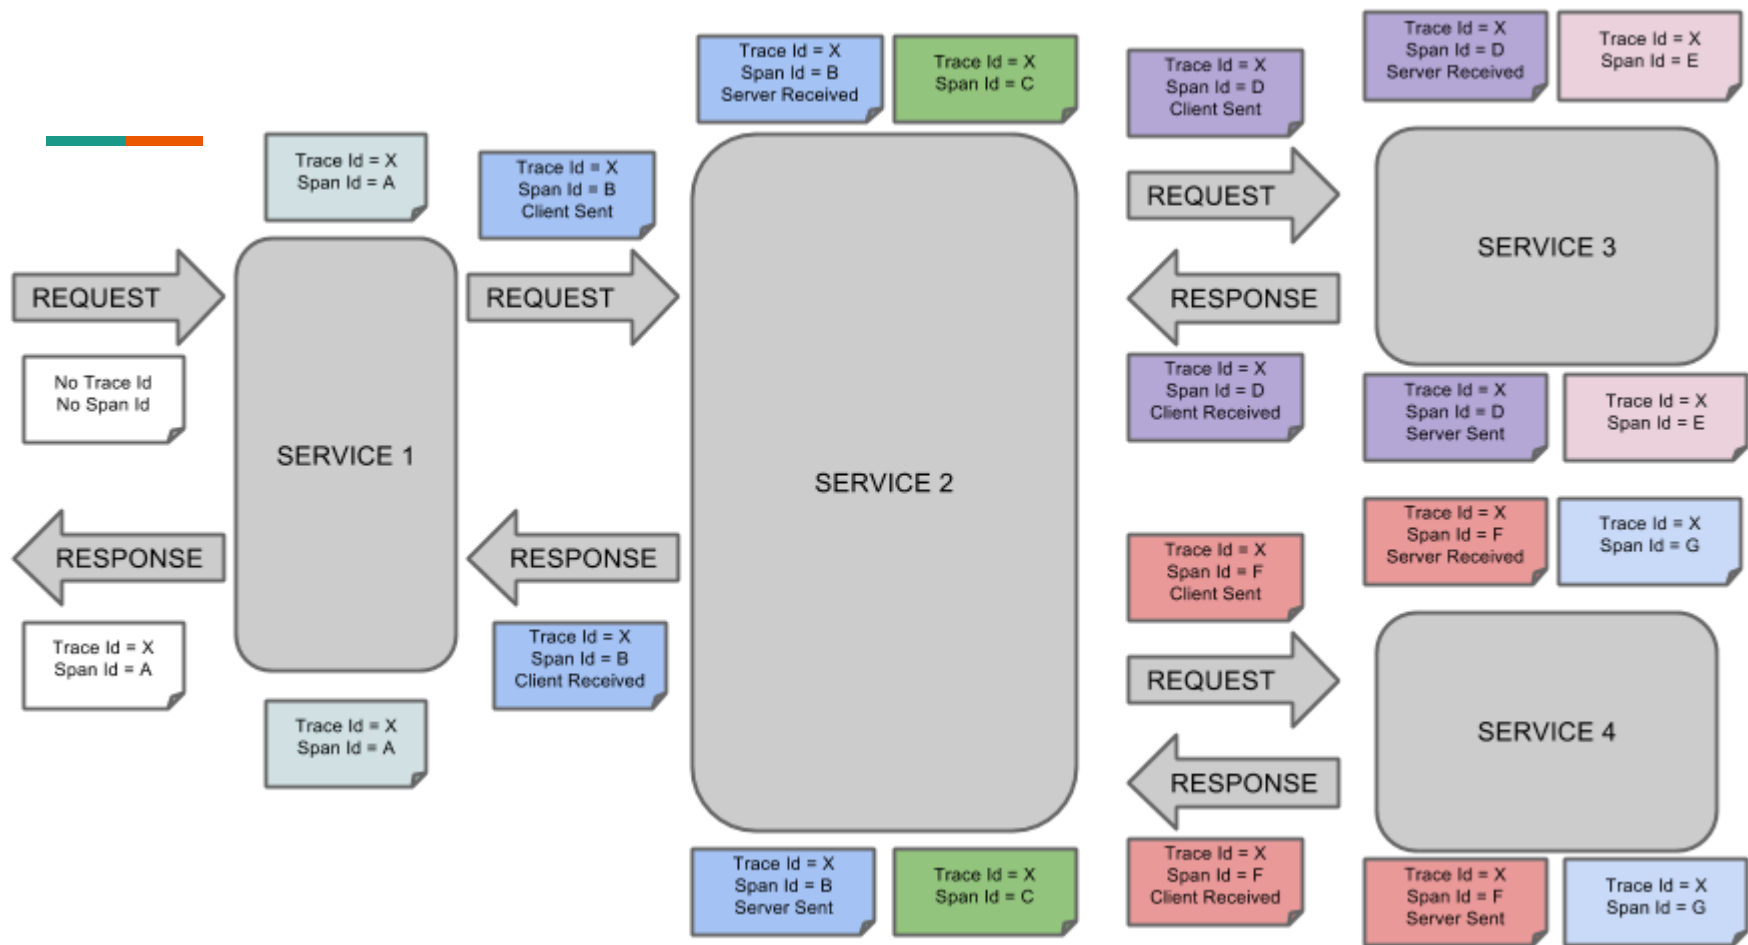 Trace Id = X
Span Id = B
Server Received
Trace Id = X
Span Id = C
Trace Id = X
Span Id = D
Client Sent
Trace Id = X
Span Id = D
Server Received
Trace Id = X
Span Id = E
Trace Id = X
Span Id = A
Trace Id = X
Span Id = B
Client Sent
REQUEST
SERVICE 3
REQUEST
REQUEST
RESPONSE
No Trace Id
No Span Id
Trace Id = X
Span Id = D
Client Received
Trace Id = X
Span Id = D
Server Sent
Trace Id = X
Span Id = E
SERVICE 1
SERVICE 2
Trace Id = X
Span Id = F
Client Sent
Trace Id = X
Span Id = F
Server Received
Trace Id = X
Span Id = G
RESPONSE
RESPONSE
Trace Id = X
Span Id = A
Trace Id = X
Span Id = B
Client Received
REQUEST
SERVICE 4
Trace Id = X
Span Id = A
RESPONSE
Trace Id = X
Span Id = B
Server Sent
Trace Id = X
Span Id = C
Trace Id = X
Span Id = F
Client Received
Trace Id = X
Span Id = F
Server Sent
Trace Id = X
Span Id = G